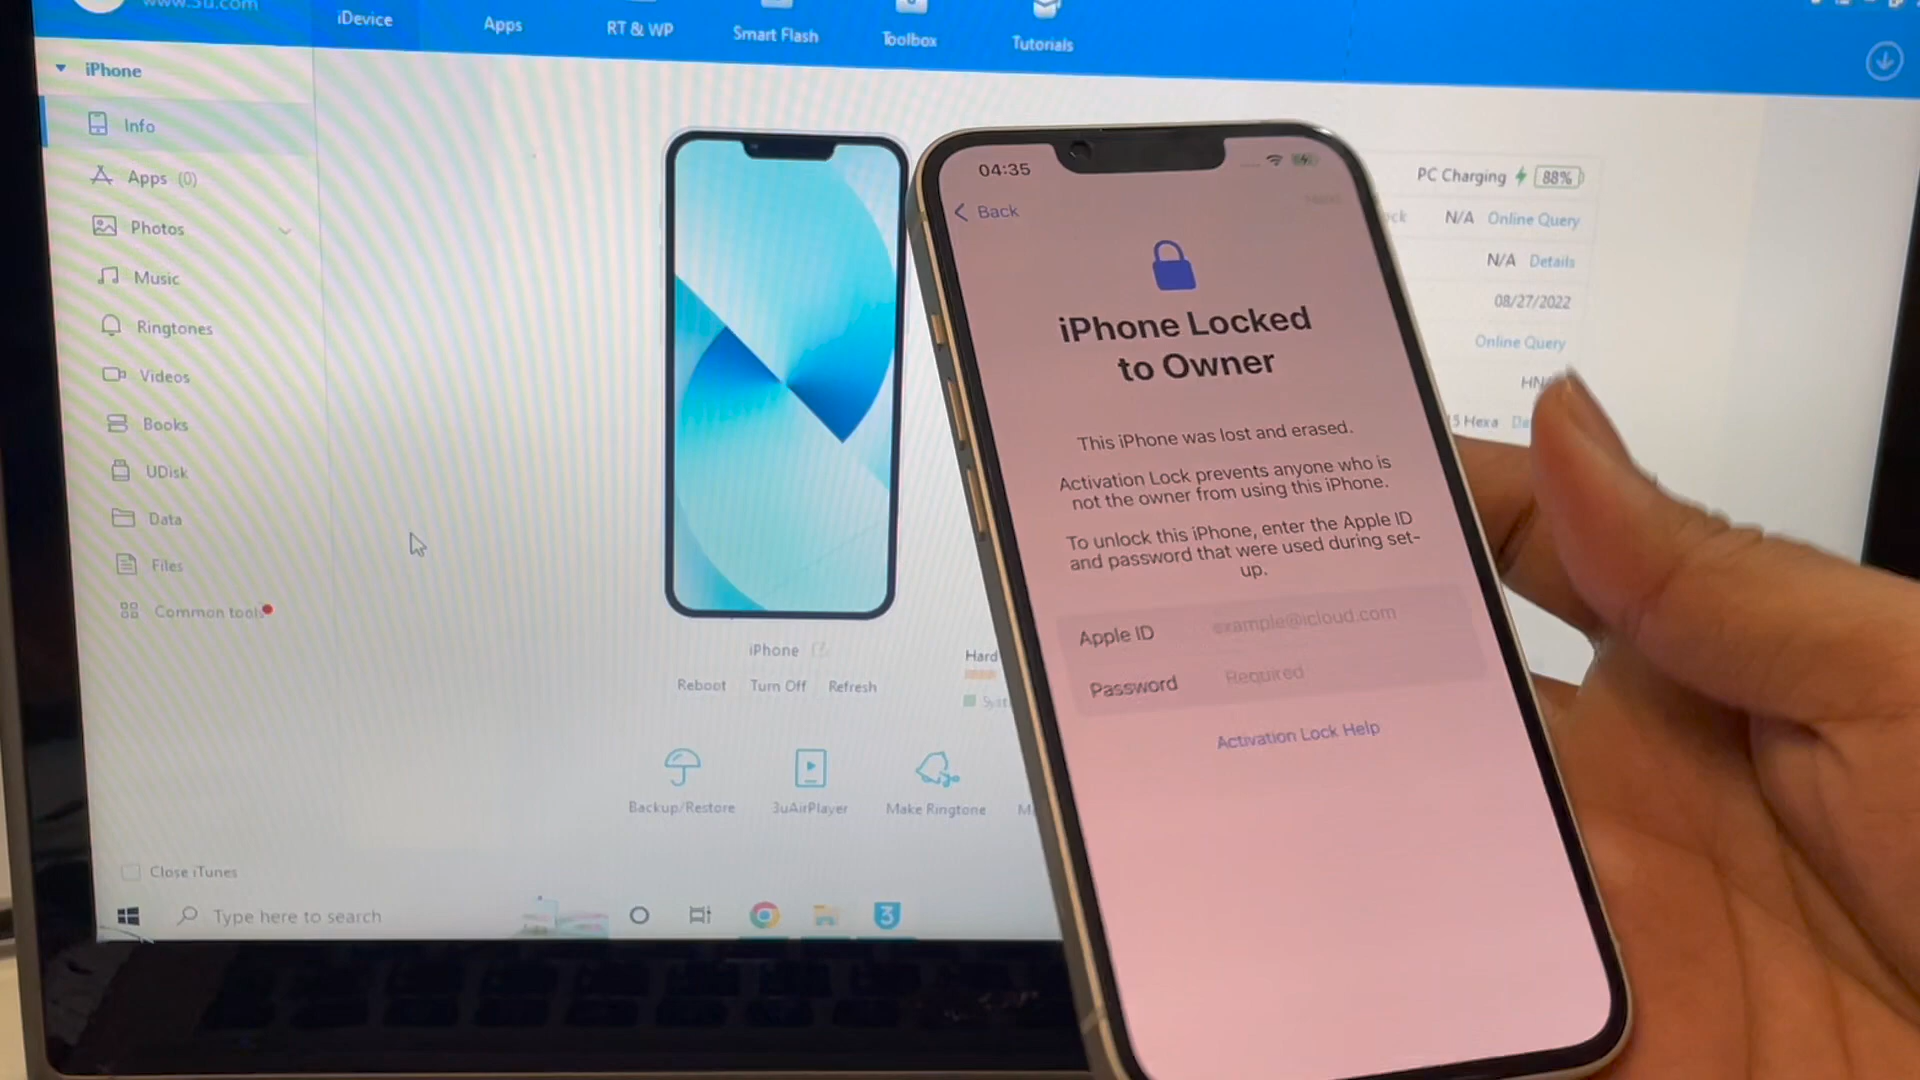 www.3u.com
iDevice
Apps
RT & WP
Smart Flash
Toolbox
Tutorials
iPhone
Info
Apps (0)
Photos
Music
Ringtones
Videos
Books
UDisk
Data
Files
Common tools
Close iTunes
Type here to search
iPhone
Reboot Turn Off Refresh
Hard
Backup/Restore
3uAirPlayer
Make Ringtone
PC Charging 88%
N/A Online Query
N/A Details
08/27/2022
Online Query
5 Hexa
04:35
Back
iPhone Locked
to Owner
This iPhone was lost and erased.
Activation Lock prevents anyone who is
not the owner from using this iPhone.
To unlock this iPhone, enter the Apple ID
and password that were used during set-
up.
Apple ID example@icloud.com
Password Required
Activation Lock Help